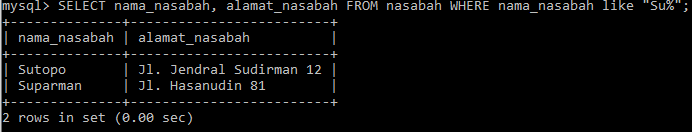 mysql> SELECT nama_nasabah, alamat_nasabah FROM nasabah WHERE nama_nasabah like "Su%";
+--------------+-------------------------+
| nama_nasabah | alamat_nasabah          |
+--------------+-------------------------+
| Sutopo       | Jl. Jendral Sudirman 12 |
| Suparman     | Jl. Hasanudin 81        |
+--------------+-------------------------+
2 rows in set (0.00 sec)